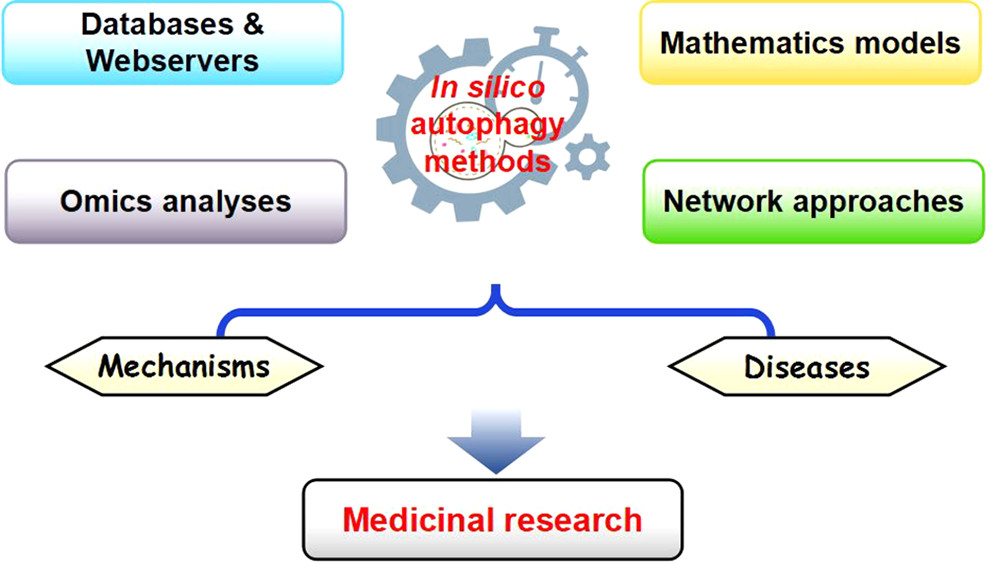 Databases &
Webservers
In silico
autophagy
methods
Mathematics models
Omics analyses
Network approaches
Mechanisms
Diseases
Medicinal research